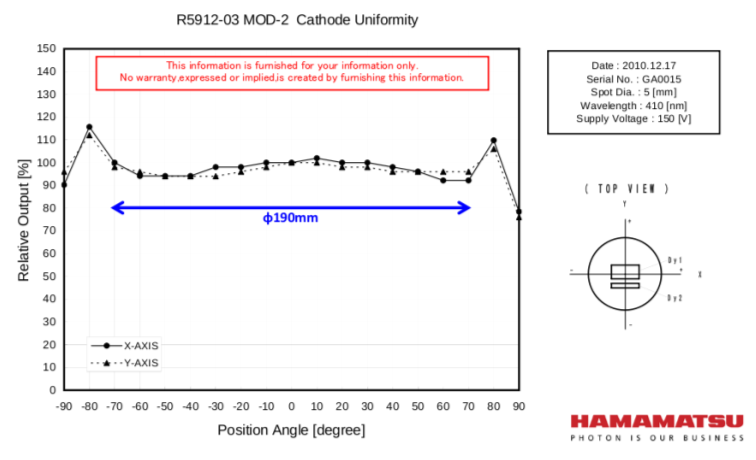 R5912-03 MOD-2  Cathode Uniformity
This information is furnished for your information only.
No warranty,expressed or implied,is created by furnishing this information.
Relative Output [%]
150
140
130
120
110
100
90
80
70
60
50
40
30
20
10
0
ϕ190mm
X-AXIS
Y-AXIS
-90 -80 -70 -60 -50 -40 -30 -20 -10 0 10 20 30 40 50 60 70 80 90
Position Angle [degree]
Date : 2010.12.17
Serial No. : GA0015
Spot Dia. : 5 [mm]
Wavelength : 410 [nm]
Supply Voltage : 150 [V]
( TOP VIEW )
Y
+
Dy1
- + X
Dy2
-
HAMAMATSU
PHOTON IS OUR BUSINESS